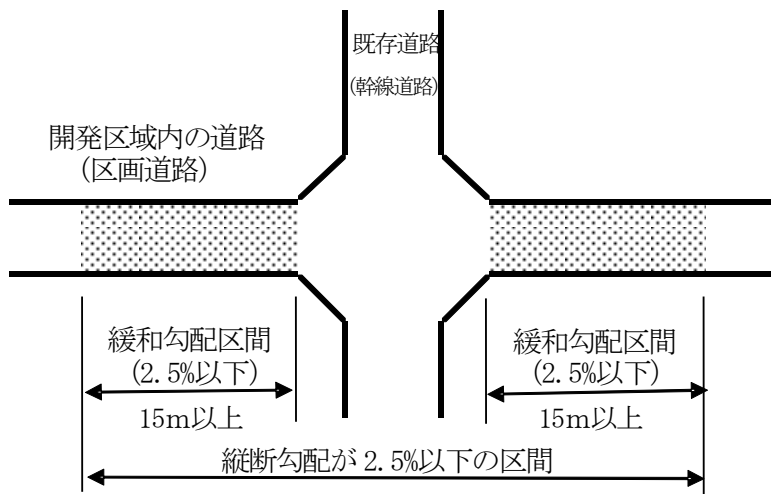 既存道路
(幹線道路)
開発区域内の道路
(区画道路)
緩和勾配区間
(2.5%以下)
15m以上
緩和勾配区間
(2.5%以下)
15m以上
縦断勾配が 2.5%以下の区間